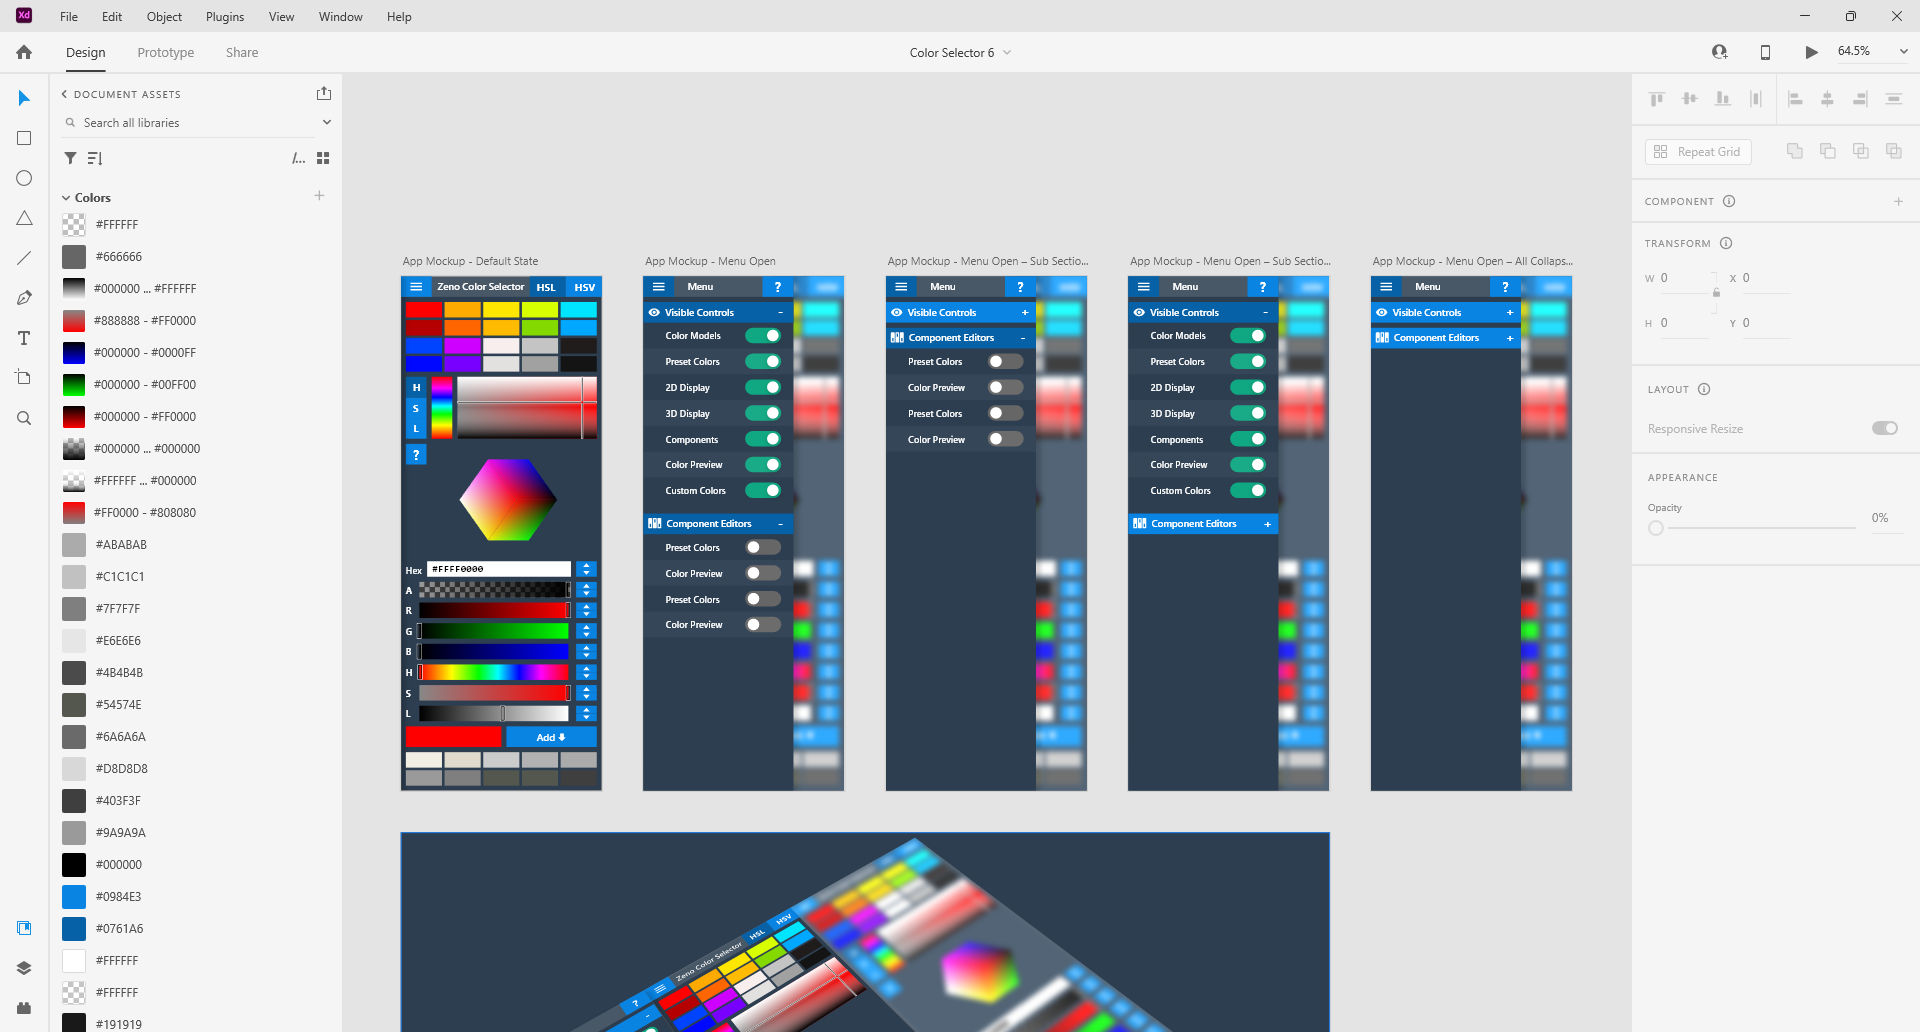 Xd File Edit Object Plugins View Window Help
Design Prototype Share Color Selector 6 64.5%
DOCUMENT ASSETS
Search all libraries
/...
Colors
#FFFFFF
#666666
#000000 ... #FFFFFF
#888888 - #FF0000
#000000 - #0000FF
#000000 - #00FF00
#000000 - #FF0000
#000000 ... #000000
#FFFFFF ... #000000
#FF0000 - #808080
#ABABAB
#C1C1C1
#7F7F7F
#E6E6E6
#4B4B4B
#54574E
#6A6A6A
#D8D8D8
#403F3F
#9A9A9A
#000000
#0984E3
#0761A6
#FFFFFF
#FFFFFF
#191919
App Mockup - Default State
Zeno Color Selector HSL HSV
H
S
L
?
Hex #FFFF0000
A
R
G
B
H
S
L
Add
App Mockup - Menu Open
Menu ?
Visible Controls -
Color Models
Preset Colors
2D Display
3D Display
Components
Color Preview
Custom Colors
Component Editors -
Preset Colors
Color Preview
Preset Colors
Color Preview
App Mockup - Menu Open – Sub Sectio...
Menu ?
Visible Controls +
Component Editors -
Preset Colors
Color Preview
Preset Colors
Color Preview
App Mockup - Menu Open – Sub Sectio...
Menu ?
Visible Controls -
Color Models
Preset Colors
2D Display
3D Display
Components
Color Preview
Custom Colors
Component Editors +
App Mockup - Menu Open – All Collaps...
Menu ?
Visible Controls +
Component Editors +
? Zeno Color Selector HSL HSV
Repeat Grid
COMPONENT
TRANSFORM
W 0 X 0
H 0 Y 0
LAYOUT
Responsive Resize
APPEARANCE
Opacity
0%